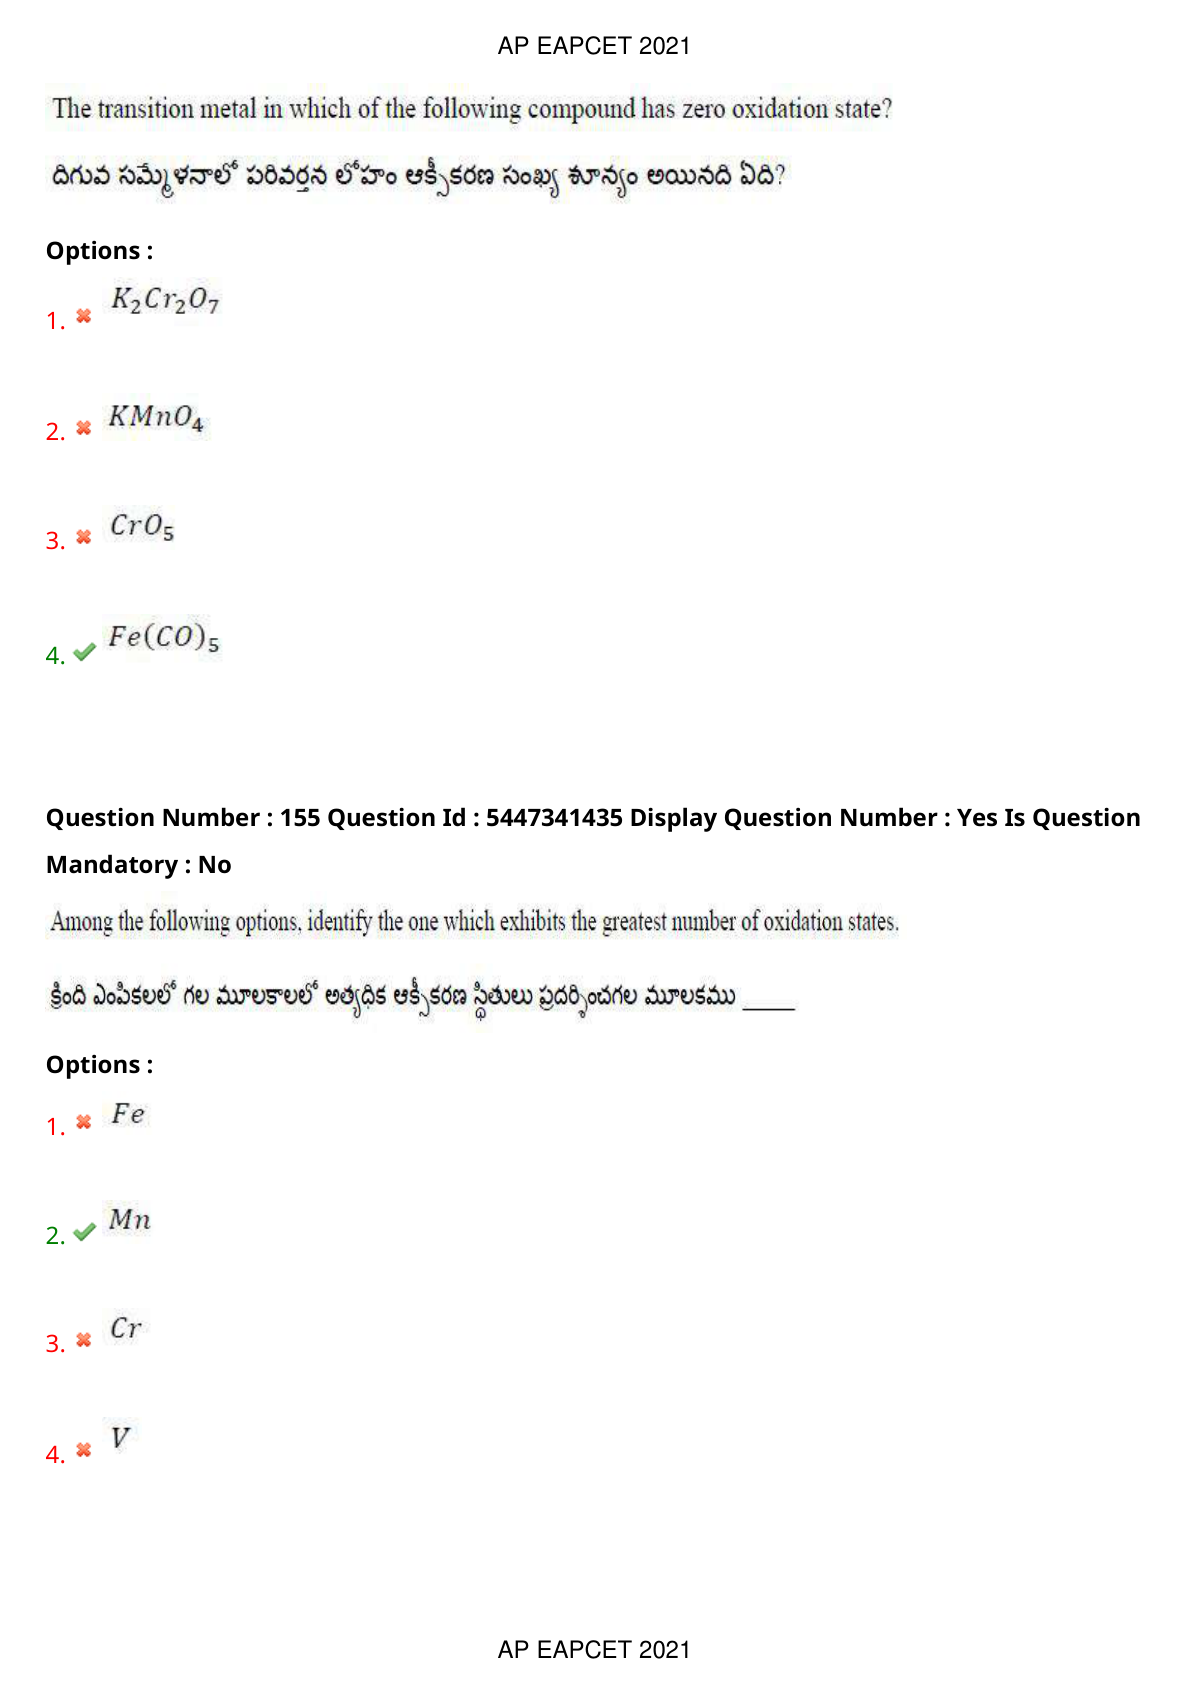 AP EAPCET 2021
The transition metal in which of the following compound has zero oxidation state?
దిగువ సమ్మేళనాలో పరివర్తన లోహం ఆక్సీకరణ సంఖ్య శూన్యం అయినది ఏది?
Options :
1. K₂Cr₂O₇
2. KMnO₄
3. CrO₅
4. Fe(CO)₅
Question Number : 155 Question Id : 5447341435 Display Question Number : Yes Is Question
Mandatory : No
Among the following options, identify the one which exhibits the greatest number of oxidation states.
క్రింది ఎంపికలలో గల మూలకాలలో అత్యధిక ఆక్సీకరణ స్థితులు ప్రదర్శించగల మూలకము _____
Options :
1. Fe
2. Mn
3. Cr
4. V
AP EAPCET 2021